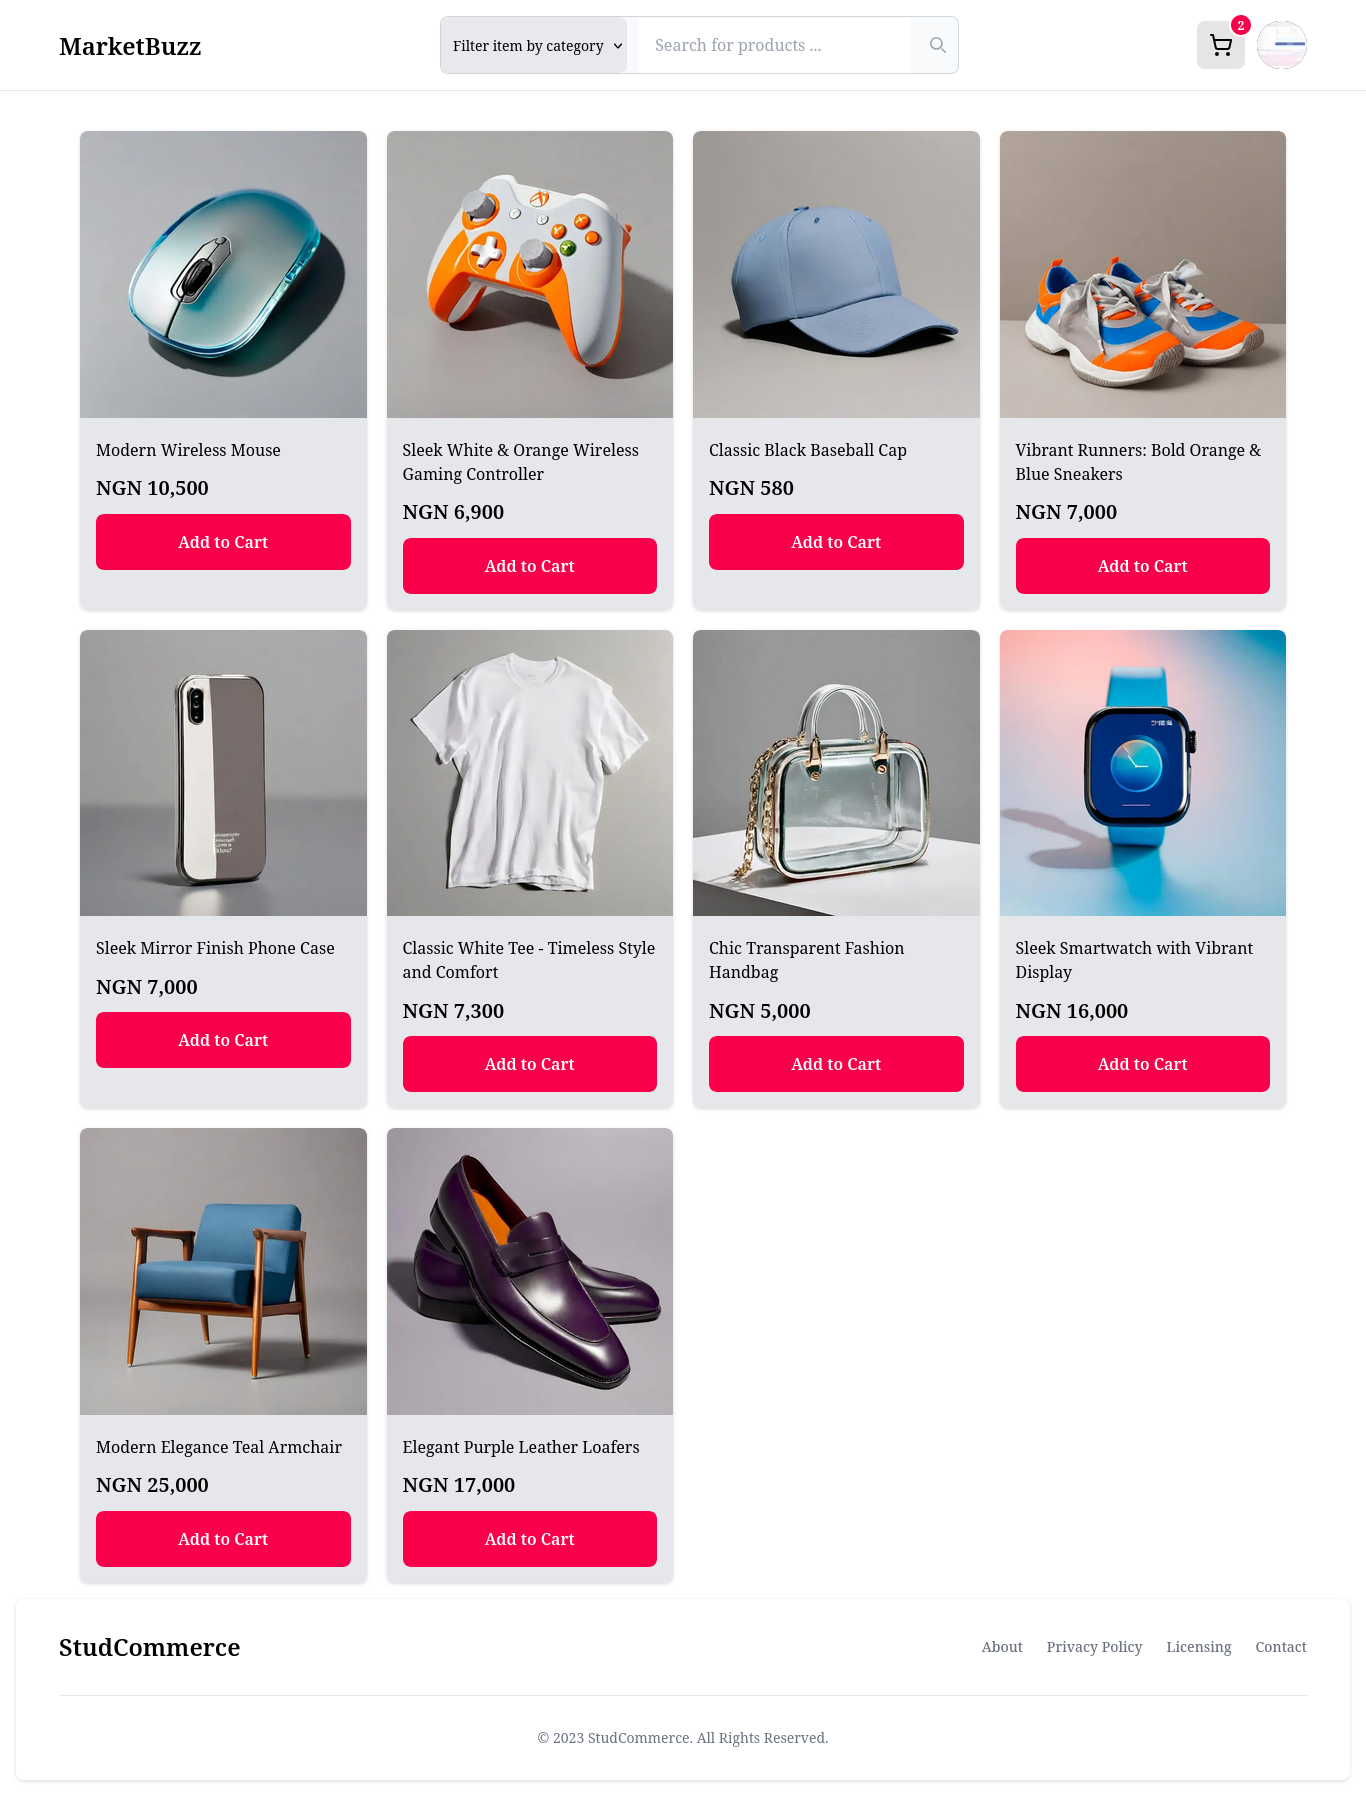 MarketBuzz
Filter item by category
Search for products ...
2
Modern Wireless Mouse
NGN 10,500
Add to Cart
Sleek White & Orange Wireless
Gaming Controller
NGN 6,900
Add to Cart
Classic Black Baseball Cap
NGN 580
Add to Cart
Vibrant Runners: Bold Orange &
Blue Sneakers
NGN 7,000
Add to Cart
Sleek Mirror Finish Phone Case
NGN 7,000
Add to Cart
Classic White Tee - Timeless Style
and Comfort
NGN 7,300
Add to Cart
Chic Transparent Fashion
Handbag
NGN 5,000
Add to Cart
Sleek Smartwatch with Vibrant
Display
NGN 16,000
Add to Cart
Modern Elegance Teal Armchair
NGN 25,000
Add to Cart
Elegant Purple Leather Loafers
NGN 17,000
Add to Cart
StudCommerce
About
Privacy Policy
Licensing
Contact
© 2023 StudCommerce. All Rights Reserved.